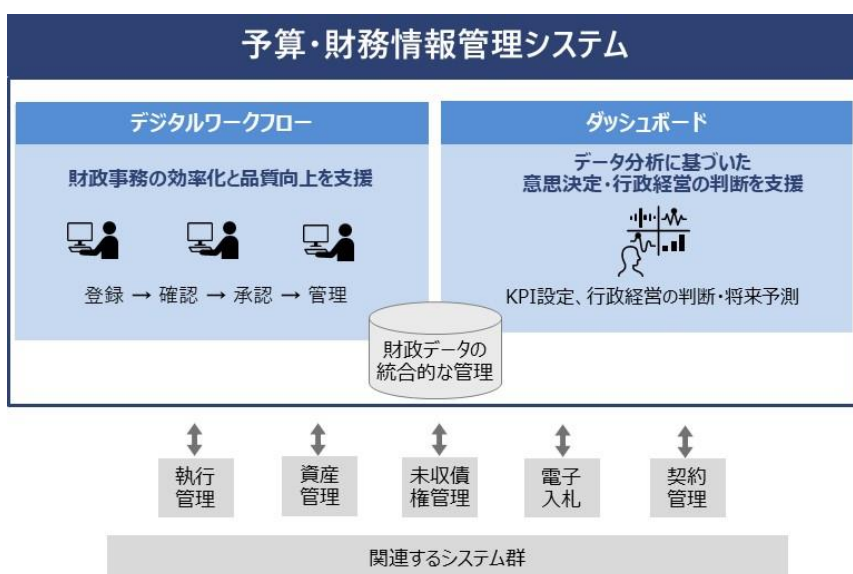 予算・財務情報管理システム
デジタルワークフロー
財政事務の効率化と品質向上を支援
登録 → 確認 → 承認 → 管理
ダッシュボード
データ分析に基づいた
意思決定・行政経営の判断を支援
KPI設定、行政経営の判断・将来予測
財政データの
統合的な管理
執行
管理
資産
管理
未収債
権管理
電子
入札
契約
管理
関連するシステム群